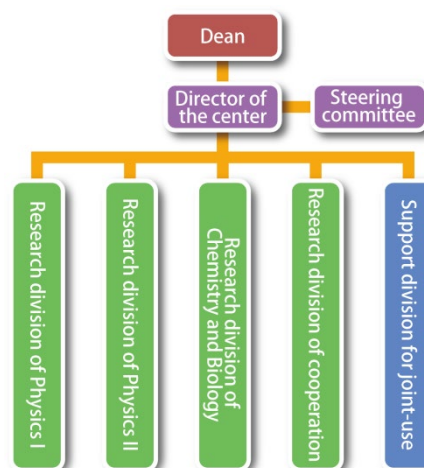 Dean
Director of
the center
Steering
committee
Research division of Physics I
Research division of Physics II
Research division of
Chemistry and Biology
Research division of cooperation
Support division for joint-use